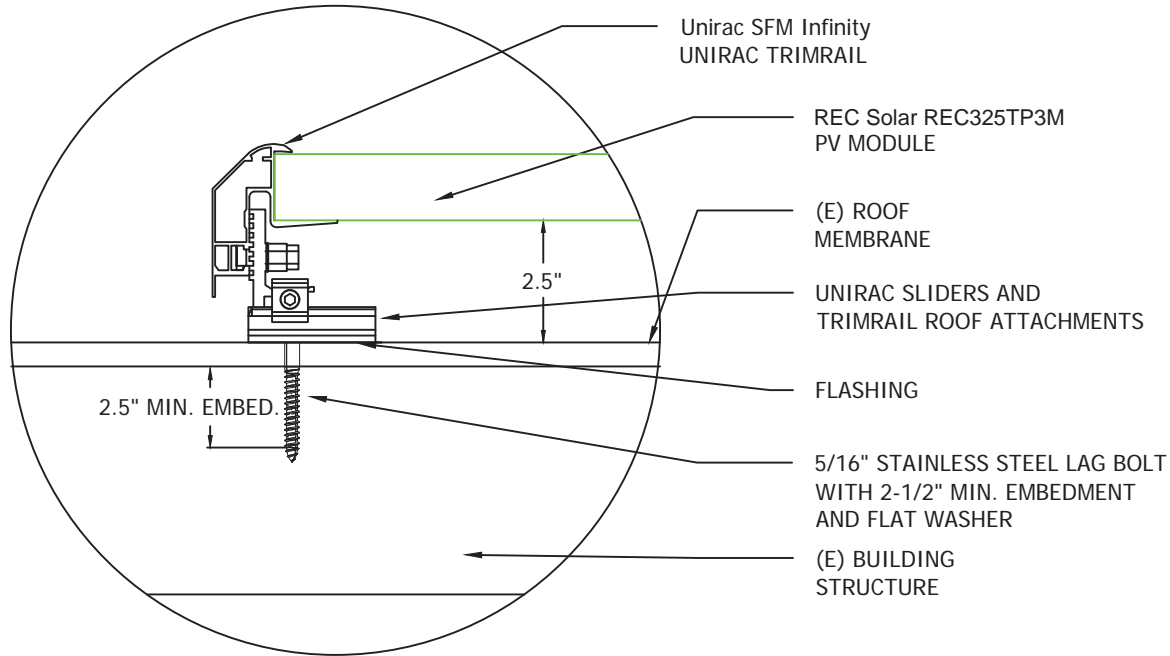 Unirac SFM Infinity
UNIRAC TRIMRAIL
REC Solar REC325TP3M
PV MODULE
(E) ROOF
MEMBRANE
2.5"
UNIRAC SLIDERS AND
TRIMRAIL ROOF ATTACHMENTS
FLASHING
2.5" MIN. EMBED.
5/16" STAINLESS STEEL LAG BOLT
WITH 2-1/2" MIN. EMBEDMENT
AND FLAT WASHER
(E) BUILDING
STRUCTURE